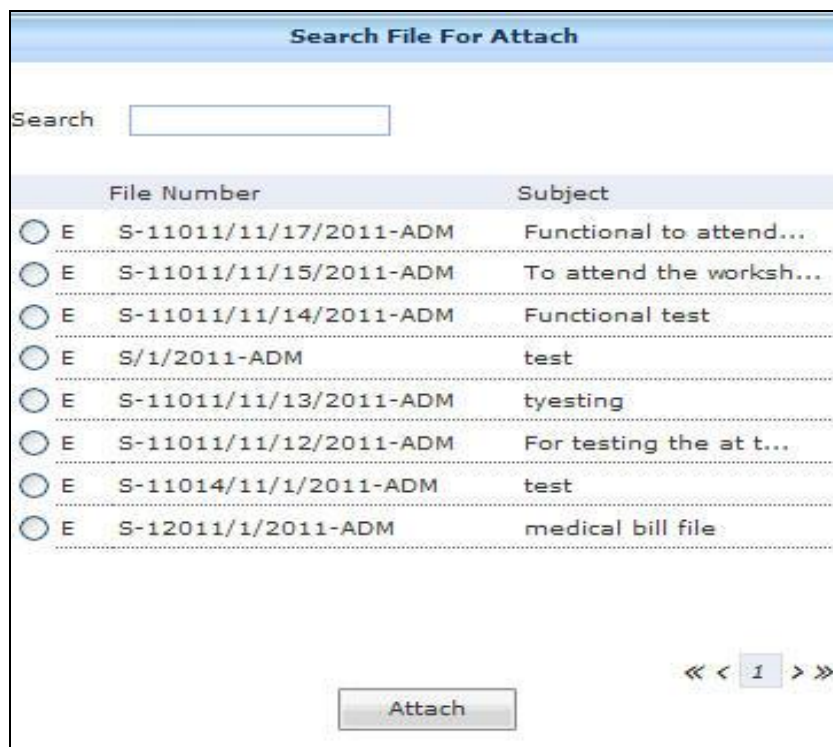 Search File For Attach
Search
File Number Subject
E S-11011/11/17/2011-ADM Functional to attend...
E S-11011/11/15/2011-ADM To attend the worksh...
E S-11011/11/14/2011-ADM Functional test
E S/1/2011-ADM test
E S-11011/11/13/2011-ADM tyesting
E S-11011/11/12/2011-ADM For testing the at t...
E S-11014/11/1/2011-ADM test
E S-12011/1/2011-ADM medical bill file
« < 1 > »
Attach